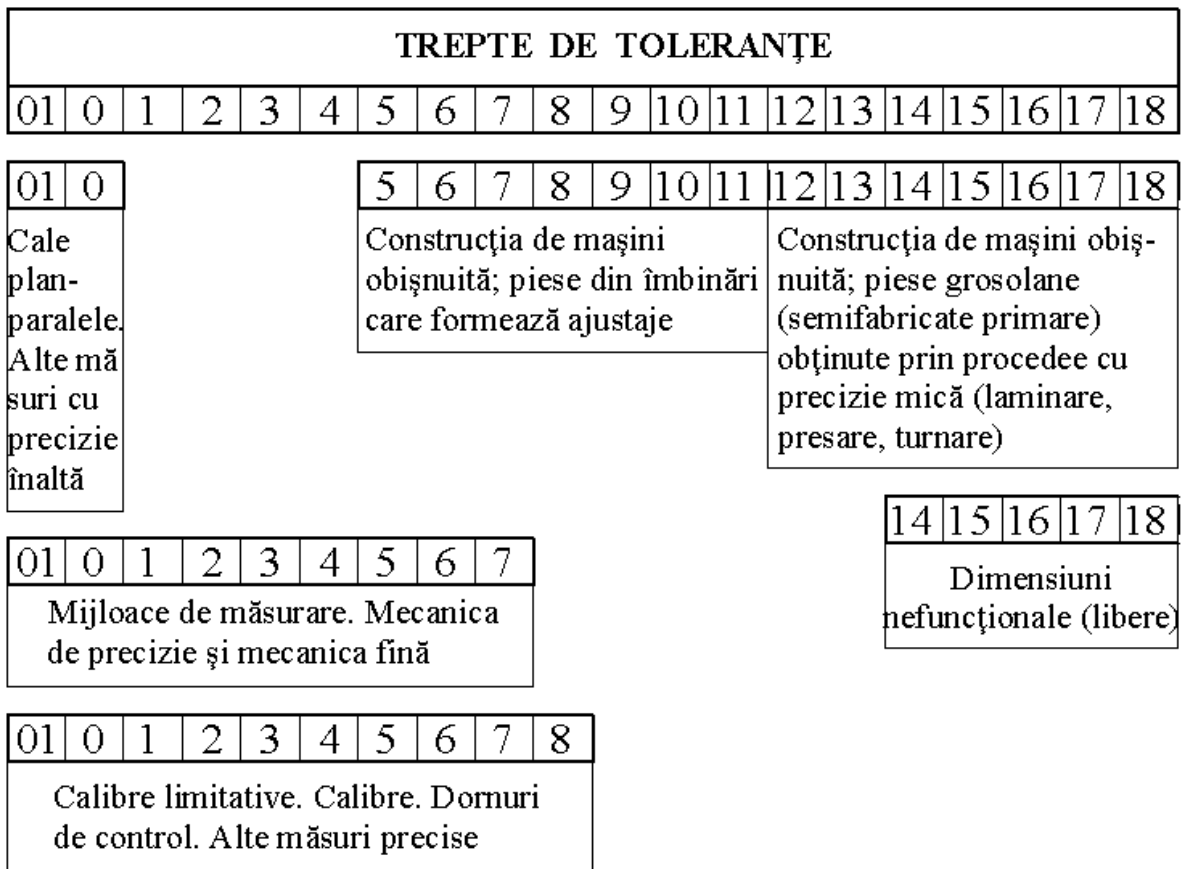 TREPTE DE TOLERANŢE
01 0 1 2 3 4 5 6 7 8 9 10 11 12 13 14 15 16 17 18
01 0
Cale
plan-
paralele.
Alte mă
suri cu
precizie
înaltă
5 6 7 8 9 10 11 12 13 14 15 16 17 18
Construcţia de maşini
obişnuită; piese din îmbinări
care formează ajustaje
Construcţia de maşini obiş-
nuită; piese grosolane
(semifabricate primare)
obţinute prin procedee cu
precizie mică (laminare,
presare, turnare)
14 15 16 17 18
Dimensiuni
nefuncţionale (libere)
01 0 1 2 3 4 5 6 7
Mijloace de măsurare. Mecanica
de precizie şi mecanica fină
01 0 1 2 3 4 5 6 7 8
Calibre limitative. Calibre. Dornuri
de control. Alte măsuri precise